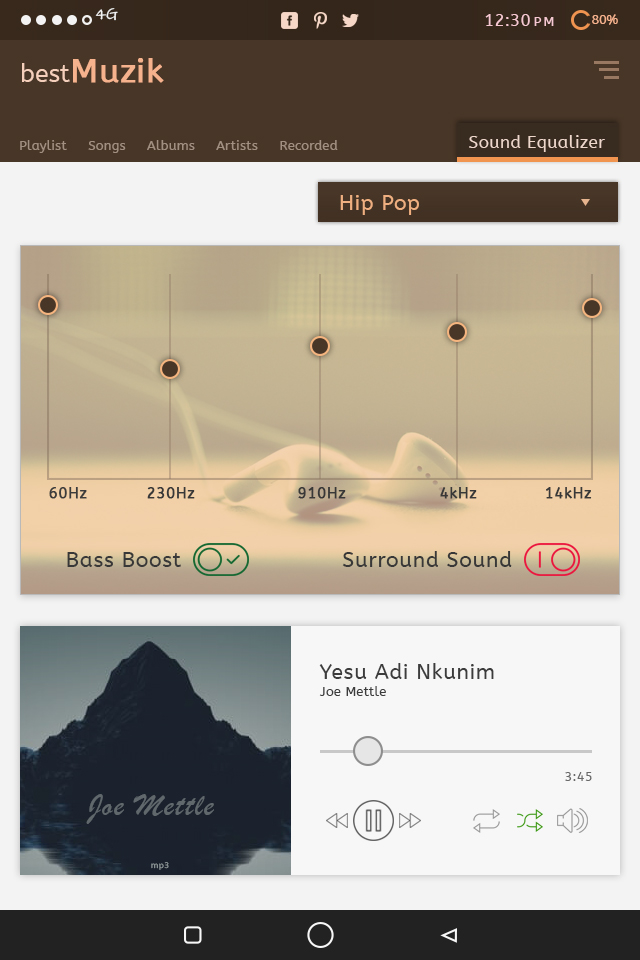 4G 12:30 PM 80%
bestMuzik
Playlist Songs Albums Artists Recorded Sound Equalizer
Hip Pop
60Hz 230Hz 910Hz 4kHz 14kHz
Bass Boost Surround Sound
Yesu Adi Nkunim
Joe Mettle
3:45
Joe Mettle
mp3